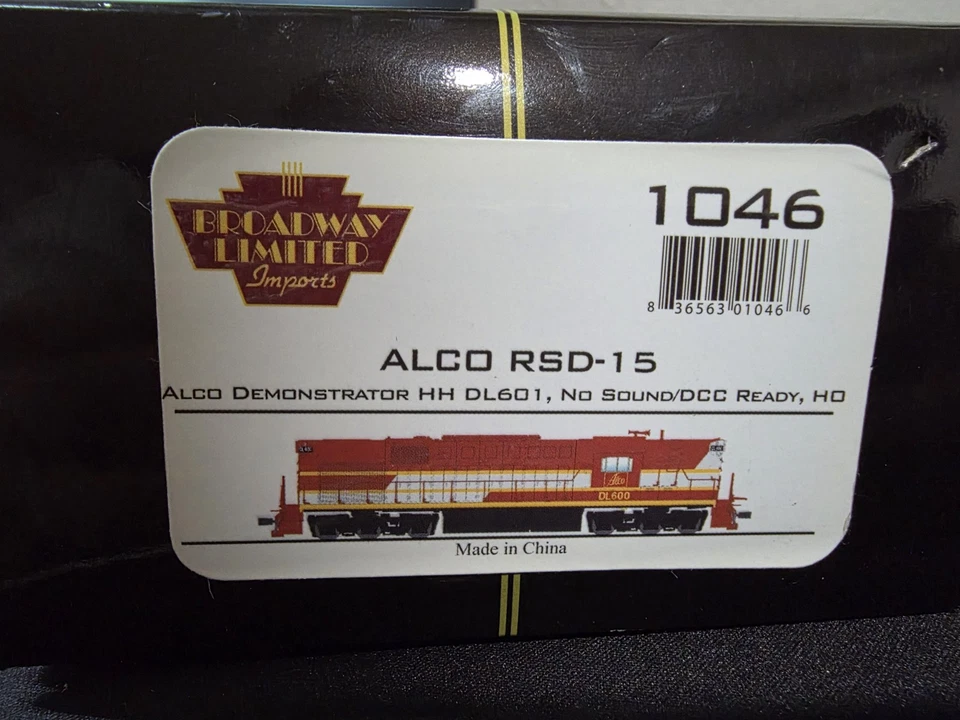 BROADWAY
LIMITED
Imports
1046
8 36563 01046 6
ALCO RSD-15
ALCO DEMONSTRATOR HH DL601, NO SOUND/DCC READY, HO
Alco
DL600
Made in China